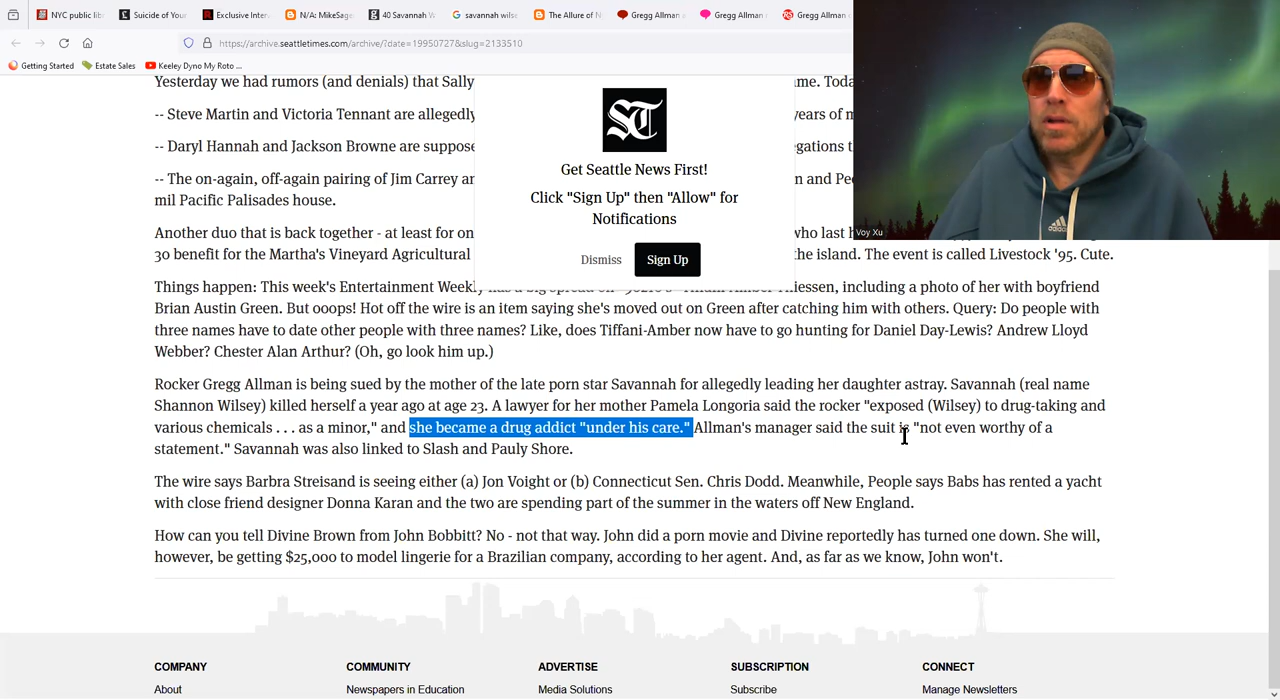 NYC public lib
Suicide of Your
Exclusive Inter
N/A: MikeSage
40 Savannah V
savannah wilse
The Allure of N
Gregg Allman
Gregg Allman
Gregg Allman
https://archive.seattletimes.com/archive/?date=19950727&slug=2133510
Getting Started
Estate Sales
Keeley Dyno My Roto ...
Yesterday we had rumors (and denials) that Sally
-- Steve Martin and Victoria Tennant are allegedly years of m
-- Daryl Hannah and Jackson Browne are suppose
-- The on-again, off-again pairing of Jim Carrey
mil Pacific Palisades house.
Another duo that is back together - at least for on who last
30 benefit for the Martha's Vineyard Agricultural the island. The event is called Livestock '95. Cute.
ST
Get Seattle News First!
Click "Sign Up" then "Allow" for
Notifications
Dismiss
Sign Up
Things happen: This week's Entertainment Weekly including a photo of her with boyfriend
Brian Austin Green. But ooops! Hot off the wire is an item saying she's moved out on Green after catching him with others. Query: Do people with
three names have to date other people with three names? Like, does Tiffani-Amber now have to go hunting for Daniel Day-Lewis? Andrew Lloyd
Webber? Chester Alan Arthur? (Oh, go look him up.)
Rocker Gregg Allman is being sued by the mother of the late porn star Savannah for allegedly leading her daughter astray. Savannah (real name
Shannon Wilsey) killed herself a year ago at age 23. A lawyer for her mother Pamela Longoria said the rocker "exposed (Wilsey) to drug-taking and
various chemicals . . . as a minor," and she became a drug addict "under his care." Allman's manager said the suit is "not even worthy of a
statement." Savannah was also linked to Slash and Pauly Shore.
The wire says Barbra Streisand is seeing either (a) Jon Voight or (b) Connecticut Sen. Chris Dodd. Meanwhile, People says Babs has rented a yacht
with close friend designer Donna Karan and the two are spending part of the summer in the waters off New England.
How can you tell Divine Brown from John Bobbitt? No - not that way. John did a porn movie and Divine reportedly has turned one down. She will,
however, be getting $25,000 to model lingerie for a Brazilian company, according to her agent. And, as far as we know, John won't.
COMPANY
About
COMMUNITY
Newspapers in Education
ADVERTISE
Media Solutions
SUBSCRIPTION
Subscribe
CONNECT
Manage Newsletters
Voy Xu
adidas